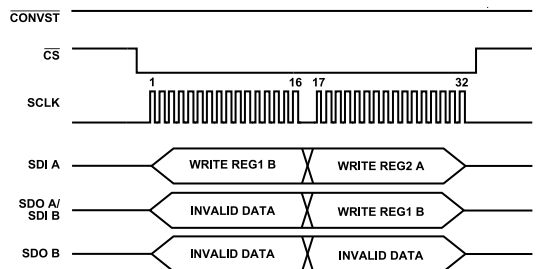 CONVST
CS
1 16 17 32
SCLK
SDI A WRITE REG1 B WRITE REG2 A
SDO A/
SDI B INVALID DATA WRITE REG1 B
SDO B INVALID DATA INVALID DATA